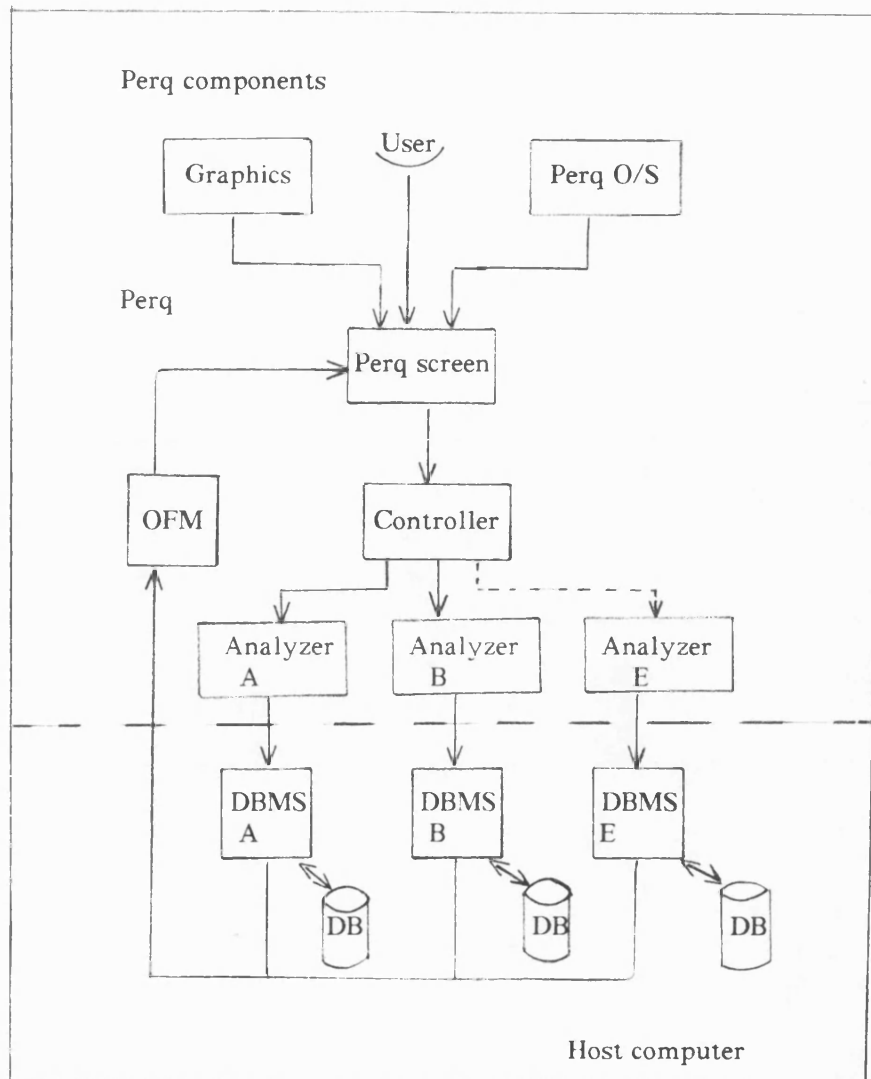 Perq components
Graphics
User
Perq O/S
Perq
Perq screen
OFM
Controller
Analyzer
A
Analyzer
B
Analyzer
E
DBMS
A
DBMS
B
DBMS
E
DB
DB
DB
Host computer